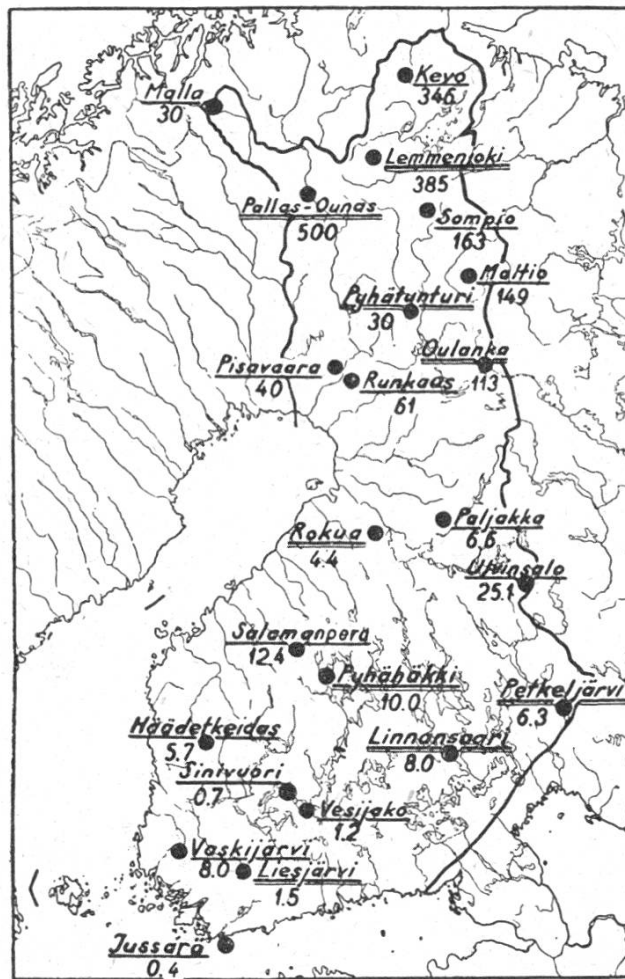 Kevo
346
Malla
30
Lemmenjoki
385
Pallas-Ounas
500
Sompio
163
Maltio
149
Pyhätunturi
30
Oulanka
113
Pisavaara
40
Runkaas
61
Paljakka
6,6
Rokua
4.4
Ulvinsalo
25.1
Salamanperä
12,4
Pyhähäkki
10.0
Petkeljärvi
6,3
Häädetkeidas
5.7
Linnansaari
8.0
Sinivuori
0.7
Vesijako
1.2
Vaskijärvi
8.0
Liesjärvi
1.5
Jussarö
0,4